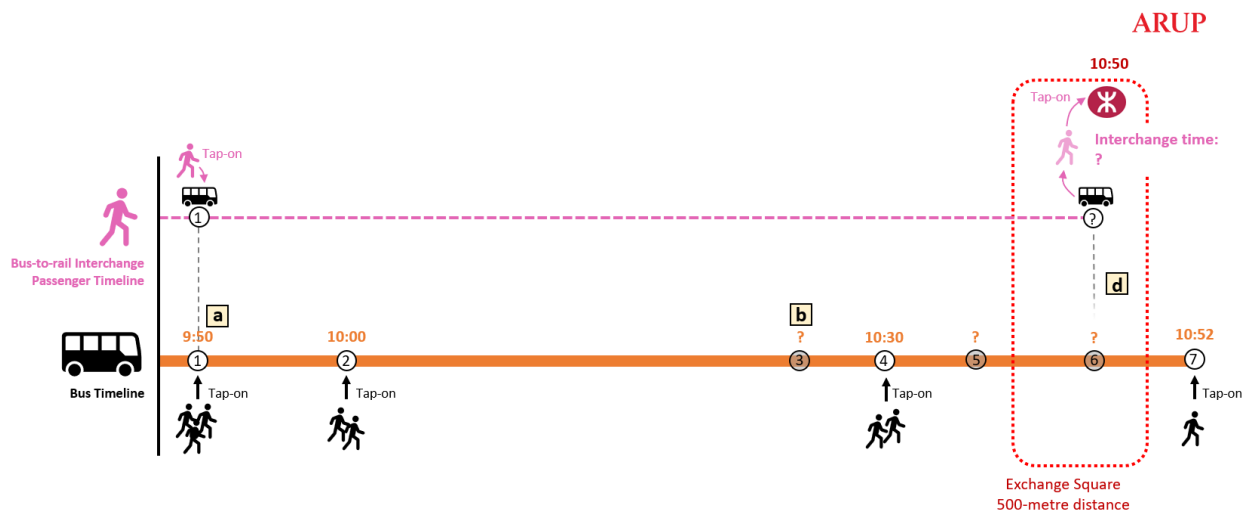 ARUP
10:50
Tap-on
Interchange time:
?
Tap-on
1
?
Bus-to-rail Interchange
Passenger Timeline
a
b
d
9:50
10:00
?
10:30
?
?
10:52
1
2
3
4
5
6
7
Bus Timeline
Tap-on
Tap-on
Tap-on
Tap-on
Exchange Square
500-metre distance